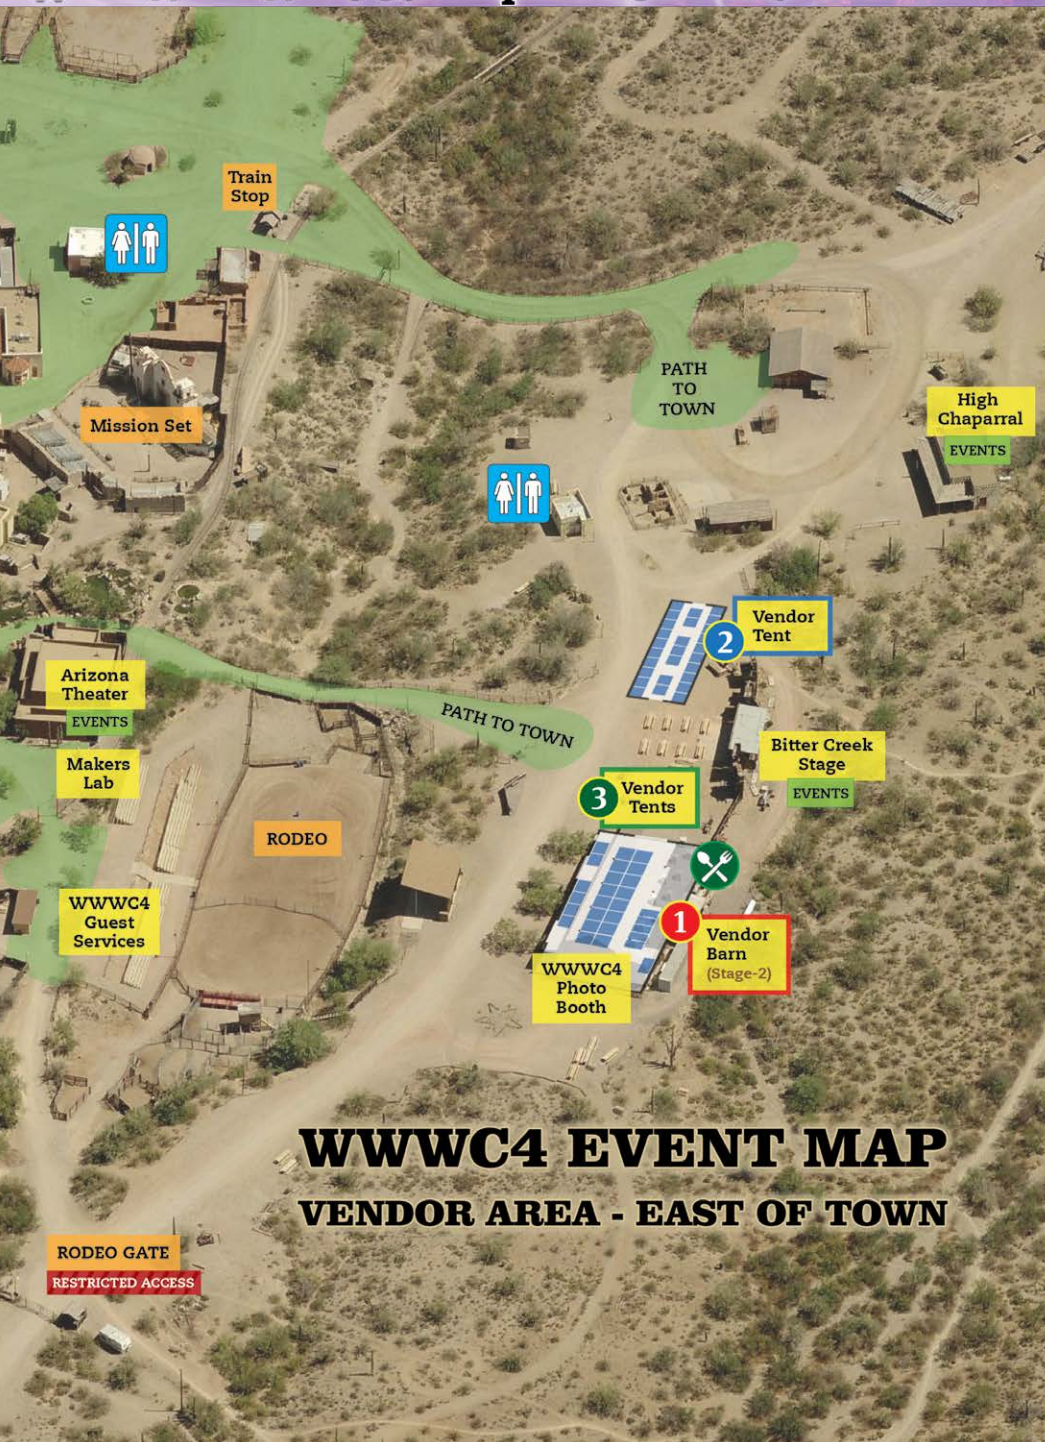 Train
Stop
PATH
TO
TOWN
High
Chaparral
EVENTS
Mission Set
2
Vendor
Tent
Arizona
Theater
EVENTS
PATH TO TOWN
Makers
Lab
Bitter Creek
Stage
EVENTS
3
Vendor
Tents
RODEO
WWWC4
Guest
Services
1
Vendor
Barn
(Stage-2)
WWWC4
Photo
Booth
WWWC4 EVENT MAP
VENDOR AREA - EAST OF TOWN
RODEO GATE
RESTRICTED ACCESS